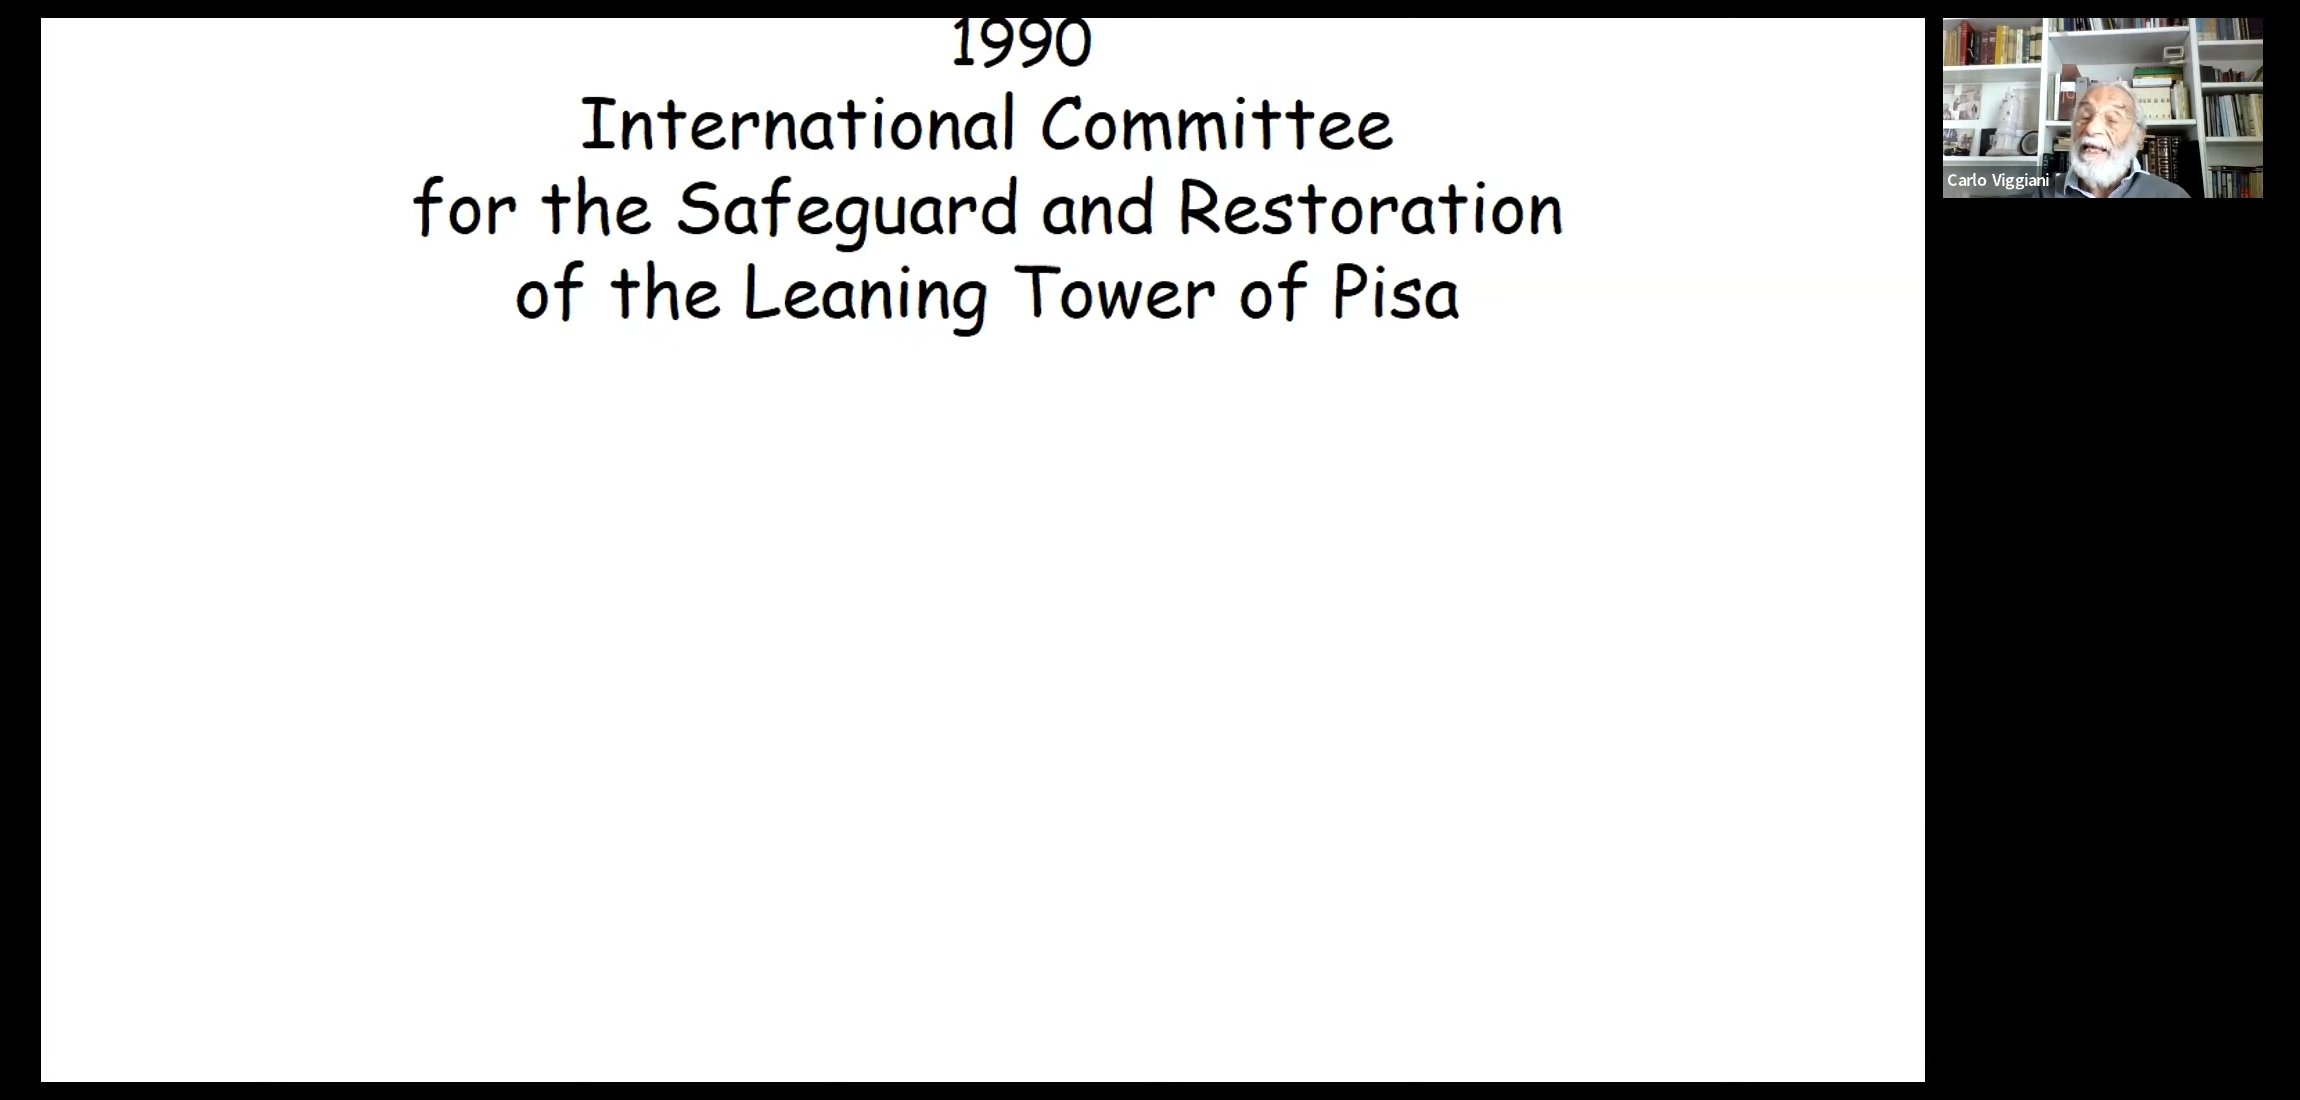 1990
International Committee
for the Safeguard and Restoration
of the Leaning Tower of Pisa
Carlo Viggiani